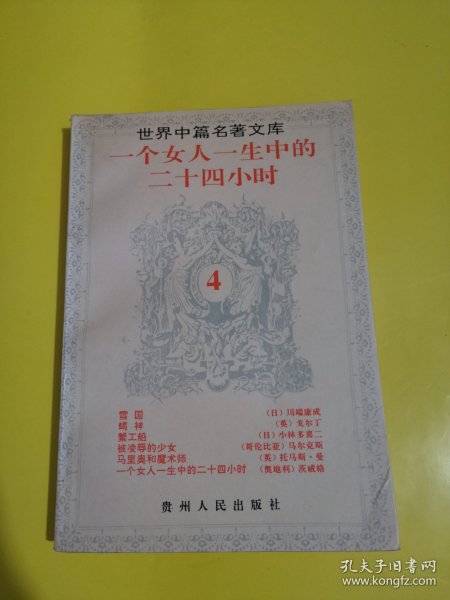 世界中篇名著文库
一个女人一生中的
二十四小时
4
雪国 (日)川端康成
蝎神 (英)戈尔丁
蟹工船 (日)小林多喜二
被凌辱的少女 (哥伦比亚)马尔克斯
马里奥和魔术师 (英)托马斯·曼
一个女人一生中的二十四小时 (奥地利)茨威格
贵州人民出版社
孔夫子旧书网
www.kongfz.com